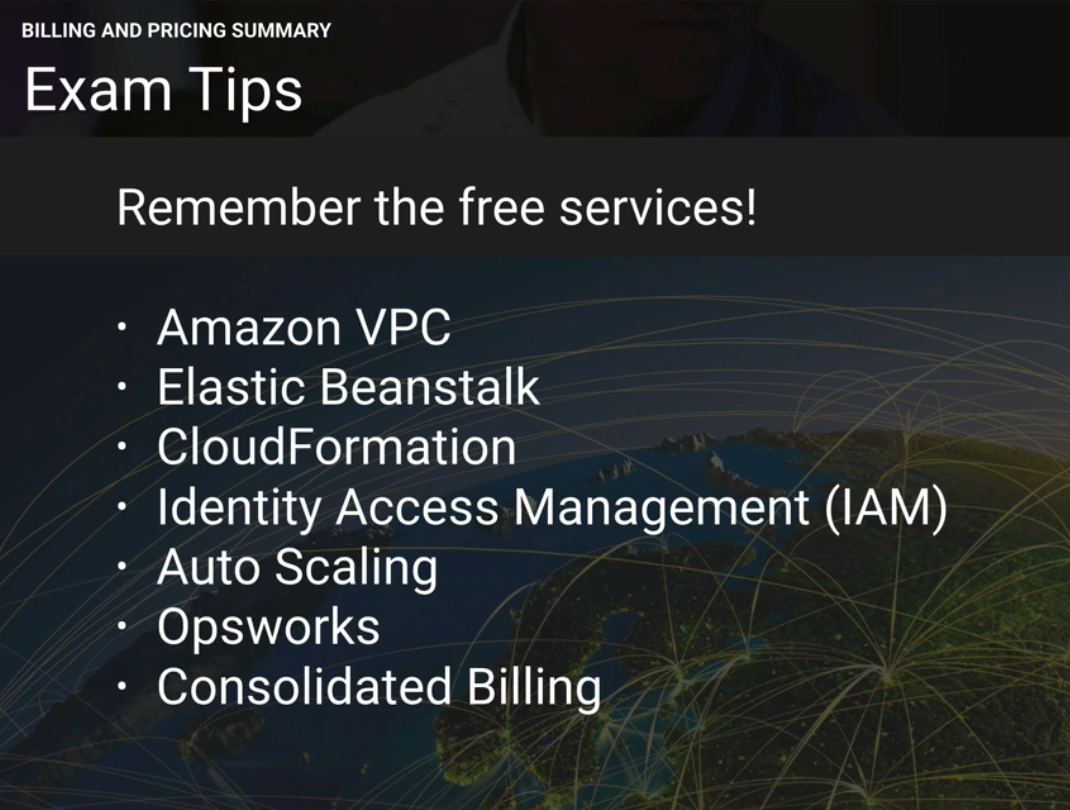 BILLING AND PRICING SUMMARY
Exam Tips
Remember the free services!
• Amazon VPC
• Elastic Beanstalk
• CloudFormation
• Identity Access Management (IAM)
• Auto Scaling
• Opsworks
• Consolidated Billing